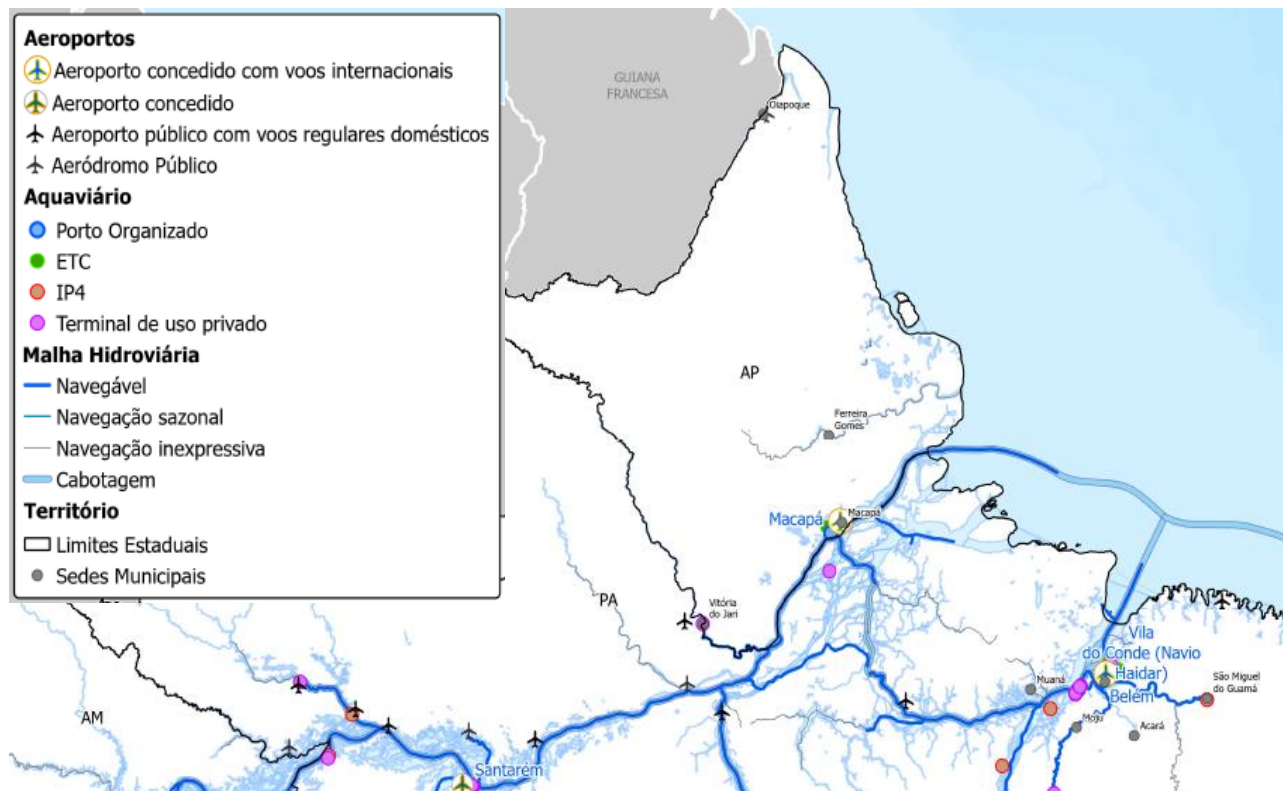 Aeroportos
Aeroporto concedido com voos internacionais
Aeroporto concedido
Aeroporto público com voos regulares domésticos
Aeródromo Público
Aquaviário
Porto Organizado
ETC
IP4
Terminal de uso privado
Malha Hidroviária
Navegável
Navegação sazonal
Navegação inexpressiva
Cabotagem
Território
Limites Estaduais
Sedes Municipais
GUIANA
FRANCESA
Oiapoque
AP
Ferreira
Gomes
Macapá
Macapá
PA
Vitória
do Jari
Vila
do Conde (Navio
Haidar)
Belém
Muaná
São Miguel
do Guamá
Moju
Acará
AM
Santarém